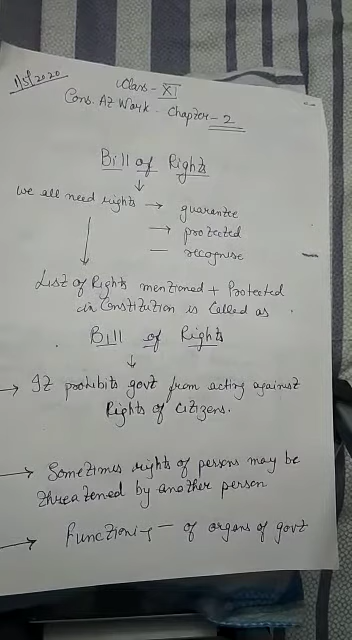 1/5/2020
Class - XI
Cons. At Work - Chapter - 2
Bill of Rights
we all need rights → guarantee
→ protected
— recognise
List of Rights mentioned + Protected
in Constitution is Called as
Bill of Rights
→ It prohibits govt from acting against
Rights of citizens.
→ Sometimes rights of persons may be
threatened by another person
→ Functioni — of organs of govt